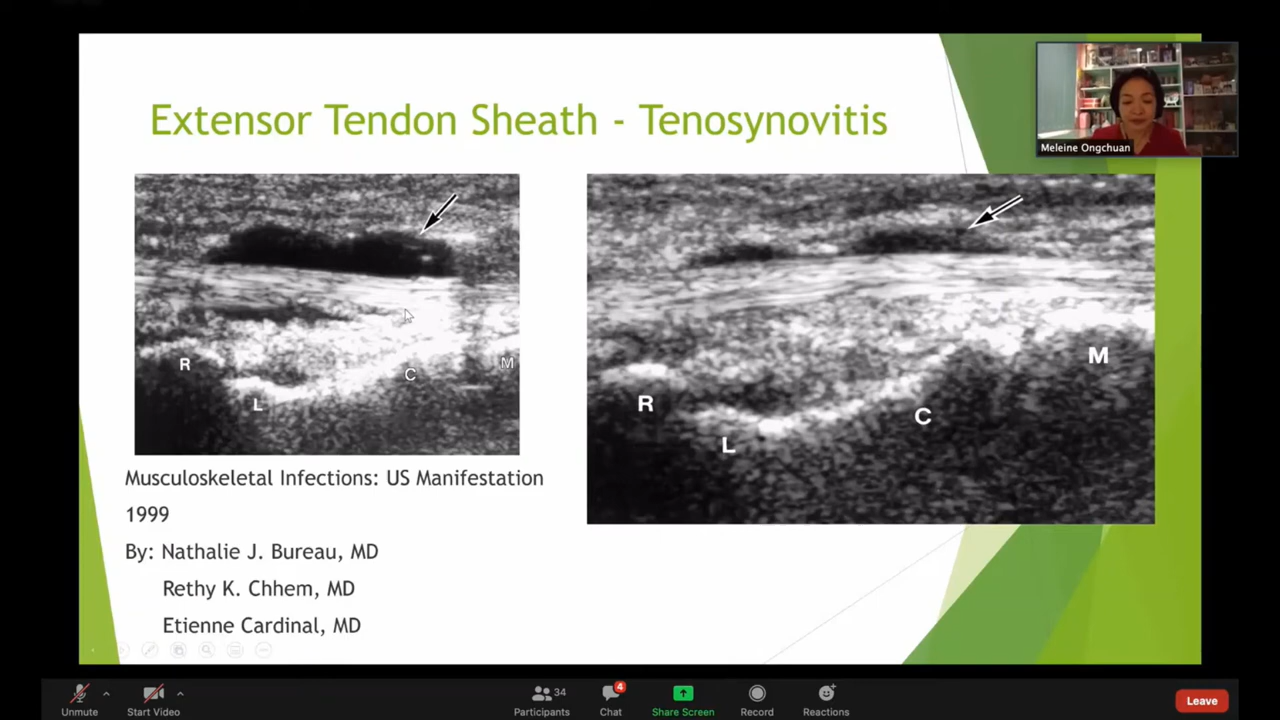 Extensor Tendon Sheath - Tenosynovitis
Meleine Ongchuan
R
L
C
M
R
L
C
M
Musculoskeletal Infections: US Manifestation
1999
By: Nathalie J. Bureau, MD
Rethy K. Chhem, MD
Etienne Cardinal, MD
Unmute
Start Video
34
Participants
4
Chat
Share Screen
Record
Reactions
Leave